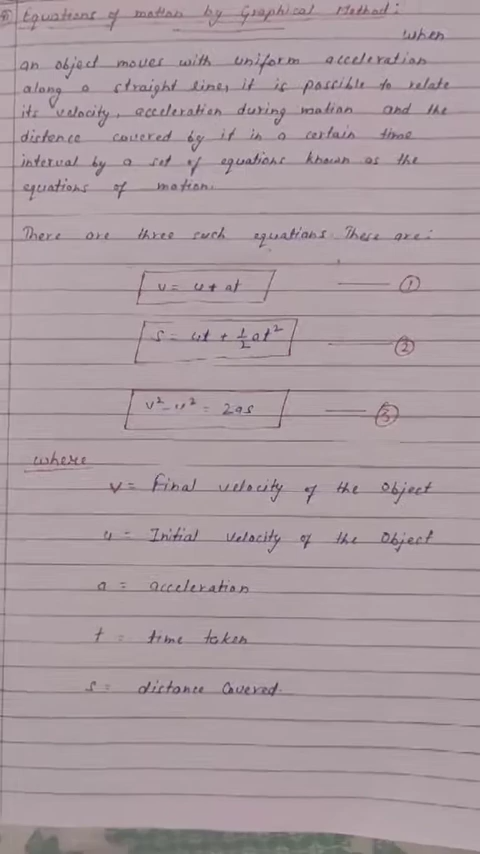 Equations of motion by Graphical Method:
when
an object moves with uniform acceleration
along a straight line, it is possible to relate
its velocity, acceleration during motion and the
distance covered by it in a certain time
interval by a set of equations known as the
equations of motion.
There are three such equations. These are:
v = u + at ——— ①
s = ut + ½ at² ——— ②
v² - u² = 2as ——— ③
where
v = Final velocity of the Object
u = Initial velocity of the Object
a = acceleration
t = time taken
s = distance Covered.